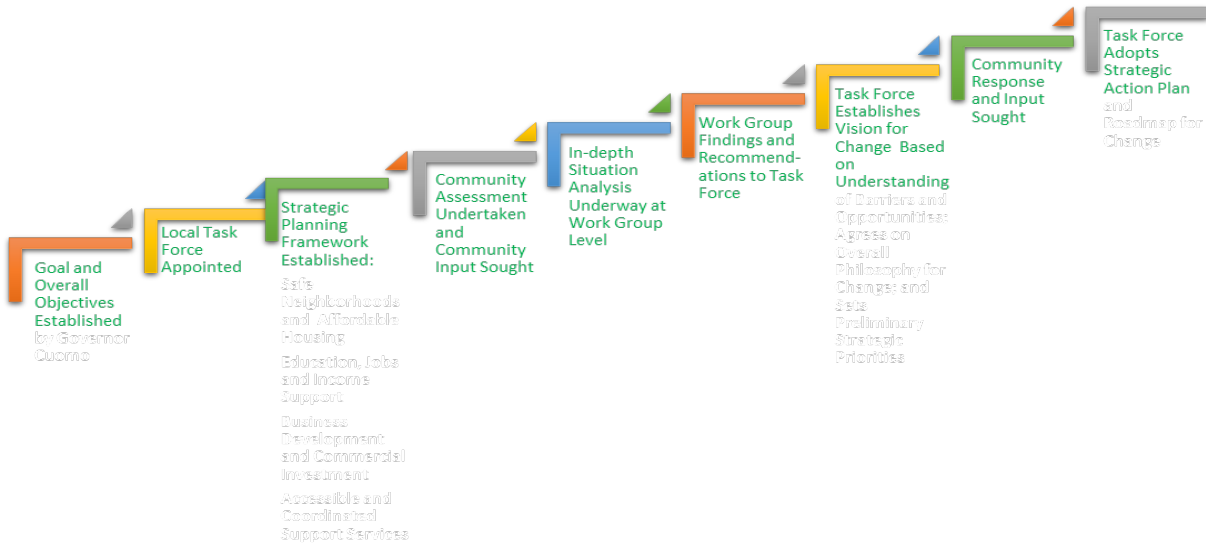 Goal and
Overall
Objectives
Established
by Governor
Cuomo
Local Task
Force
Appointed
Strategic
Planning
Framework
Established:
Safe
Neighborhoods
and Affordable
Housing
Education, Jobs
and Income
Support
Business
Development
and Commercial
Investment
Accessible and
Coordinated
Support Services
Community
Assessment
Undertaken
and
Community
Input Sought
In-depth
Situation
Analysis
Underway at
Work Group
Level
Work Group
Findings and
Recommend-
ations to Task
Force
Task Force
Establishes
Vision for
Change Based
on
Understanding
of Barriers and
Opportunities;
Agrees on
Overall
Philosophy for
Change; and
Sets
Preliminary
Strategic
Priorities
Community
Response
and Input
Sought
Task Force
Adopts
Strategic
Action Plan
and
Roadmap for
Change